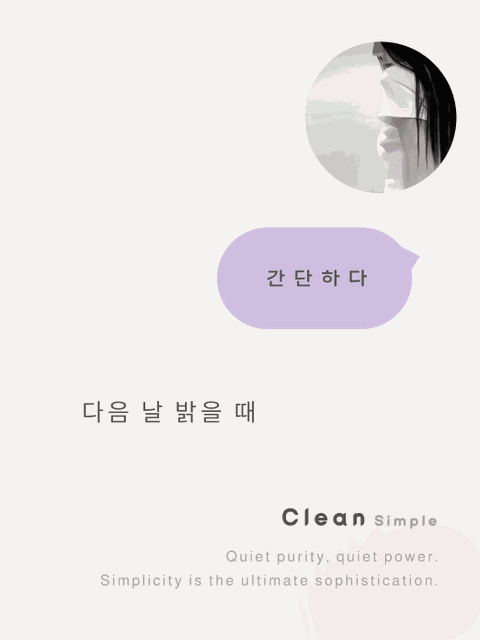 간단하다
다음 날 밝을 때
Clean Simple
Quiet purity, quiet power.
Simplicity is the ultimate sophistication.